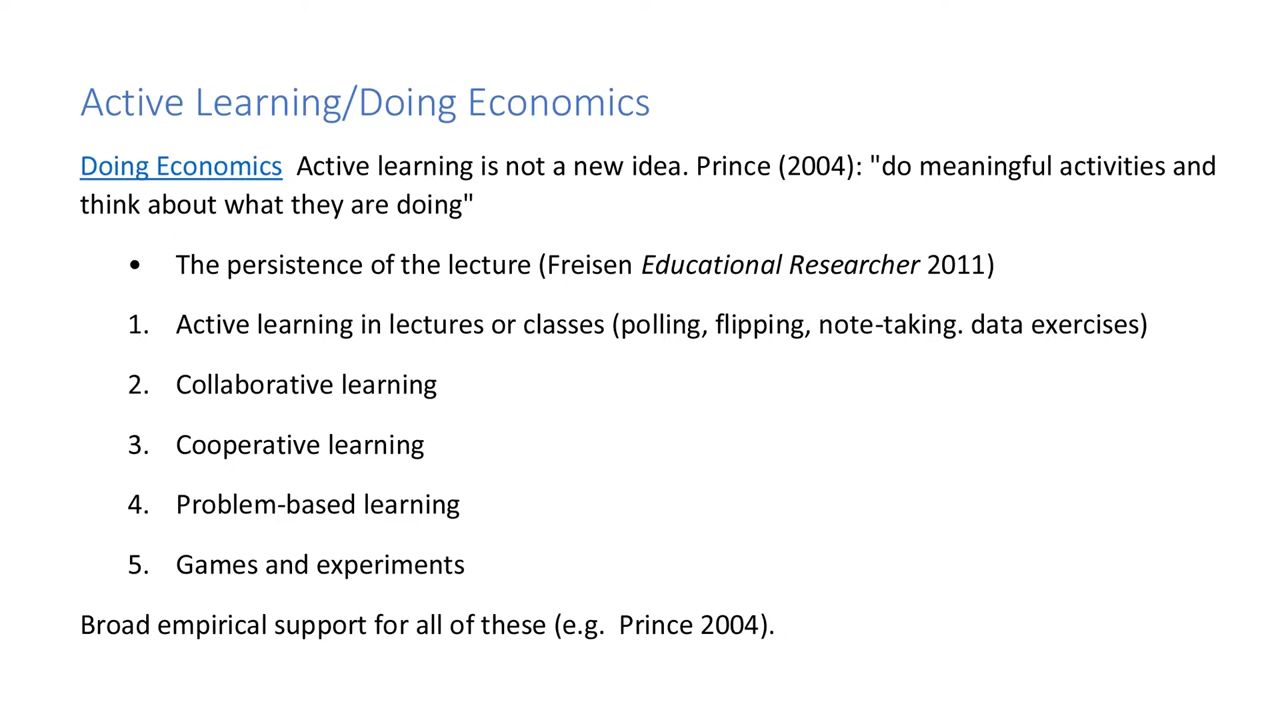 Active Learning/Doing Economics
Doing Economics  Active learning is not a new idea. Prince (2004): "do meaningful activities and
think about what they are doing"
• The persistence of the lecture (Freisen Educational Researcher 2011)
1. Active learning in lectures or classes (polling, flipping, note-taking. data exercises)
2. Collaborative learning
3. Cooperative learning
4. Problem-based learning
5. Games and experiments
Broad empirical support for all of these (e.g.  Prince 2004).